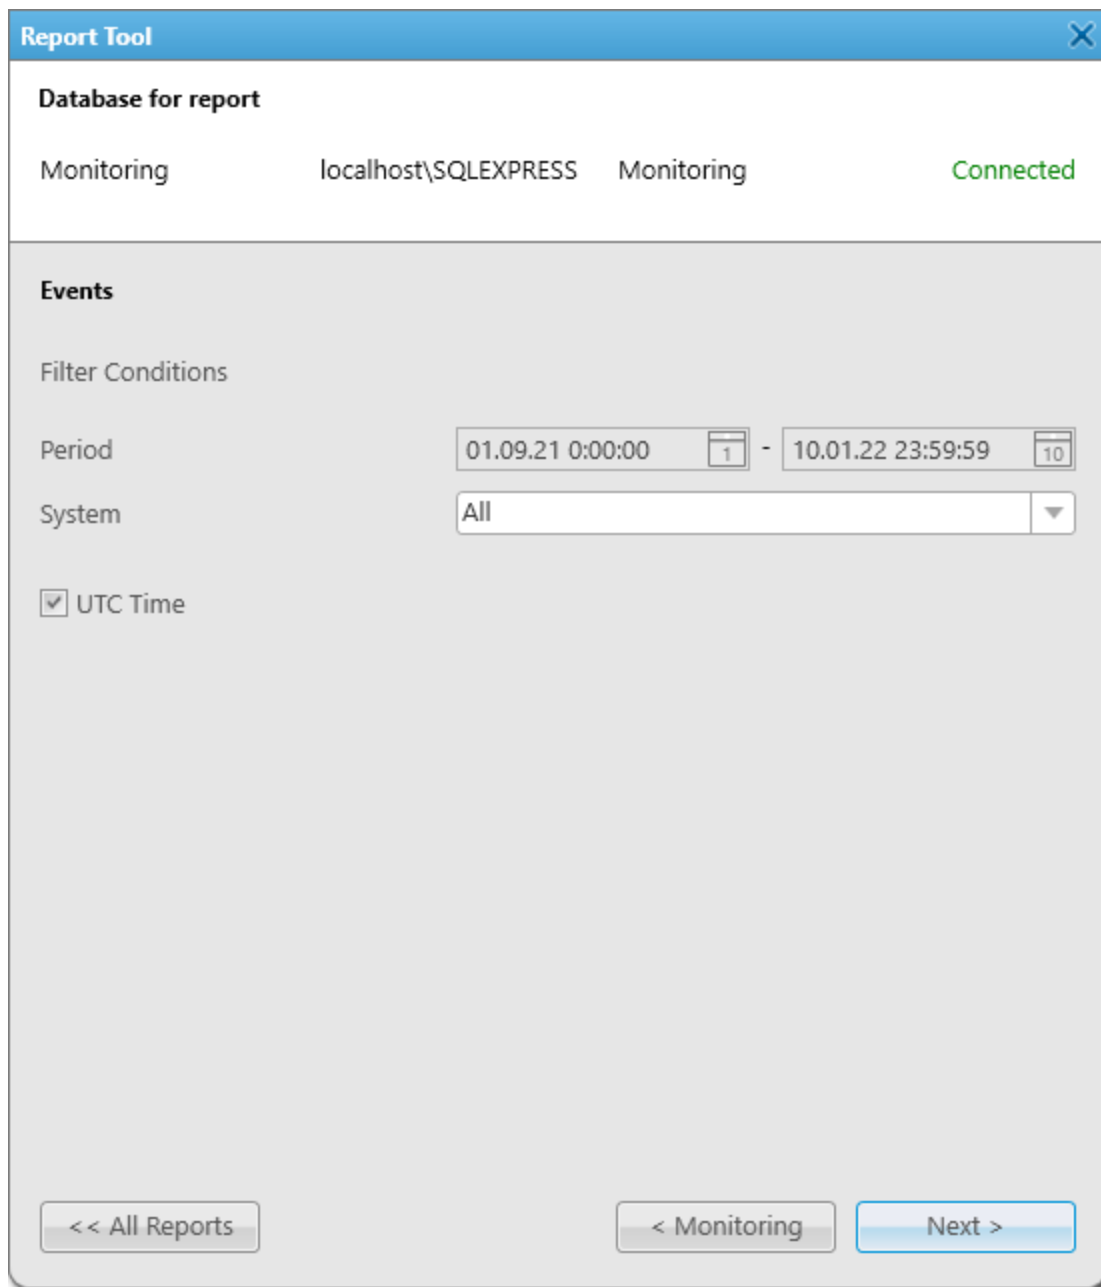 Report Tool
Database for report
Monitoring localhost\SQLEXPRESS Monitoring Connected
Events
Filter Conditions
Period 01.09.21 0:00:00 1 - 10.01.22 23:59:59 10
System All
UTC Time
<< All Reports < Monitoring Next >